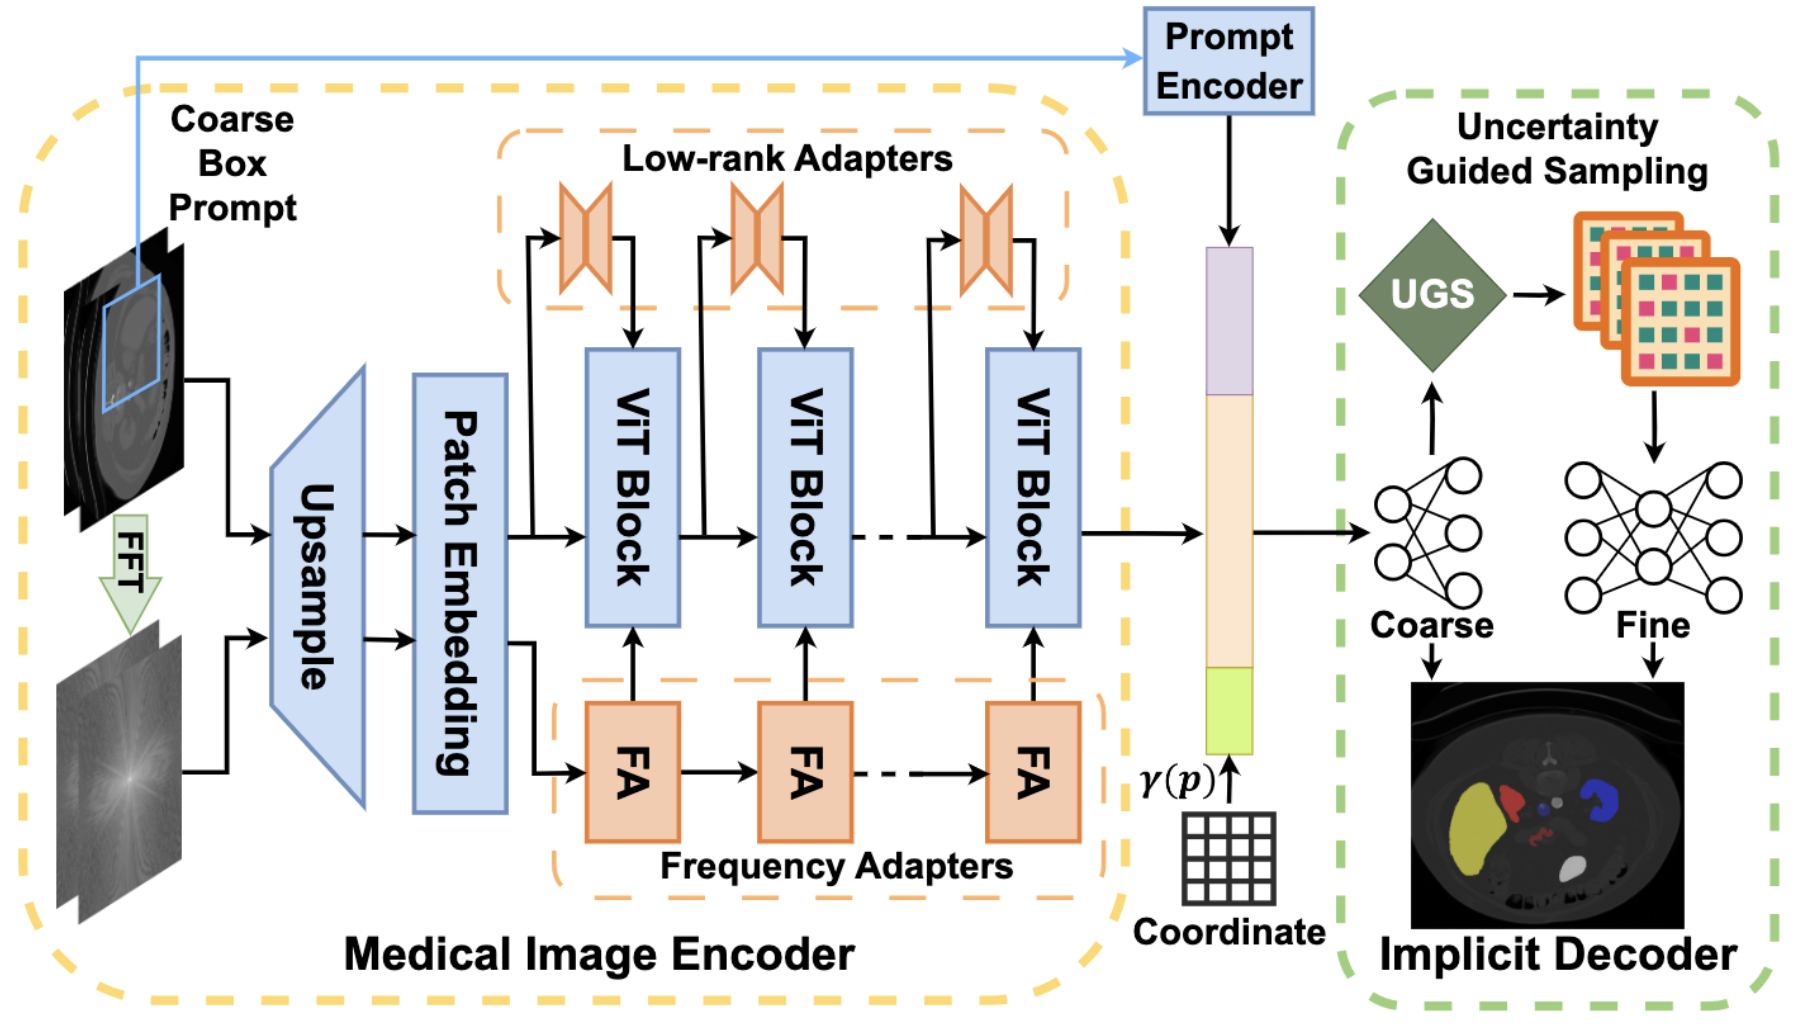 Prompt
Encoder
Coarse
Box
Prompt
Low-rank Adapters
Uncertainty
Guided Sampling
UGS
FFT
Upsample
Patch Embedding
ViT Block
ViT Block
ViT Block
FA
FA
FA
Frequency Adapters
γ(p)
Coordinate
Coarse
Fine
Medical Image Encoder
Implicit Decoder